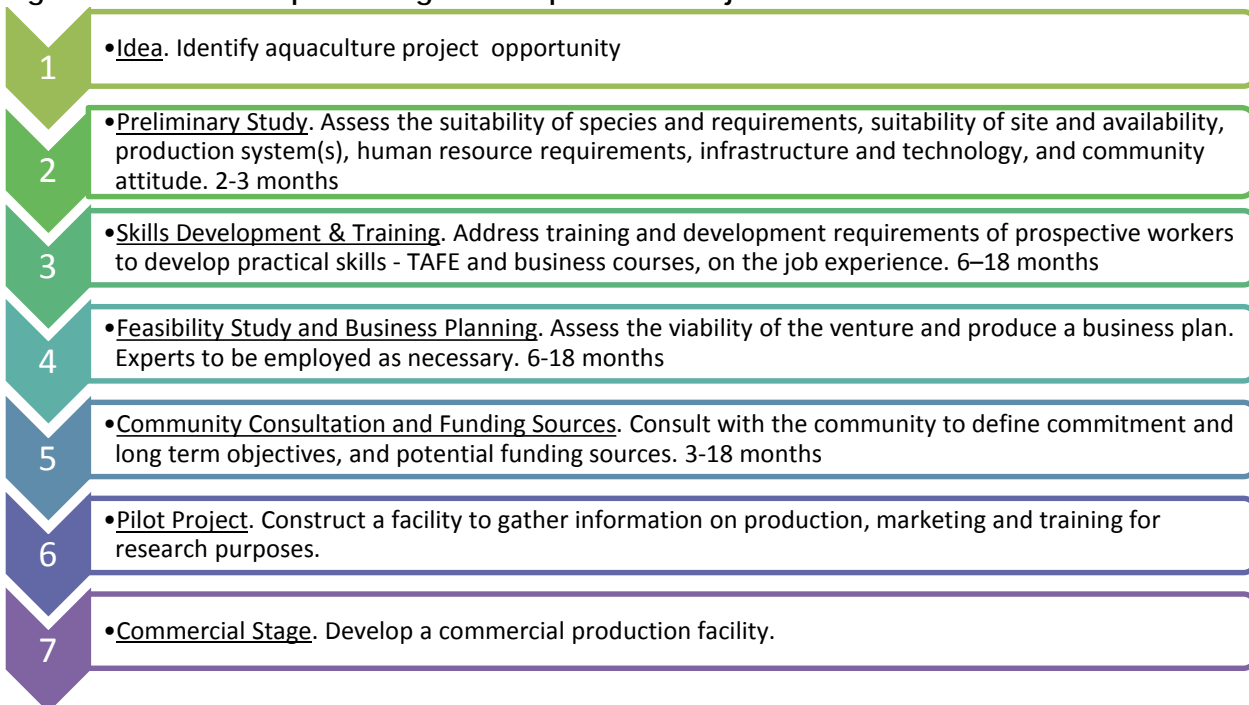 1
•Idea. Identify aquaculture project  opportunity
2
•Preliminary Study. Assess the suitability of species and requirements, suitability of site and availability,
production system(s), human resource requirements, infrastructure and technology, and community
attitude. 2-3 months
3
•Skills Development & Training. Address training and development requirements of prospective workers
to develop practical skills - TAFE and business courses, on the job experience. 6–18 months
4
•Feasibility Study and Business Planning. Assess the viability of the venture and produce a business plan.
Experts to be employed as necessary. 6-18 months
5
•Community Consultation and Funding Sources. Consult with the community to define commitment and
long term objectives, and potential funding sources. 3-18 months
6
•Pilot Project. Construct a facility to gather information on production, marketing and training for
research purposes.
7
•Commercial Stage. Develop a commercial production facility.